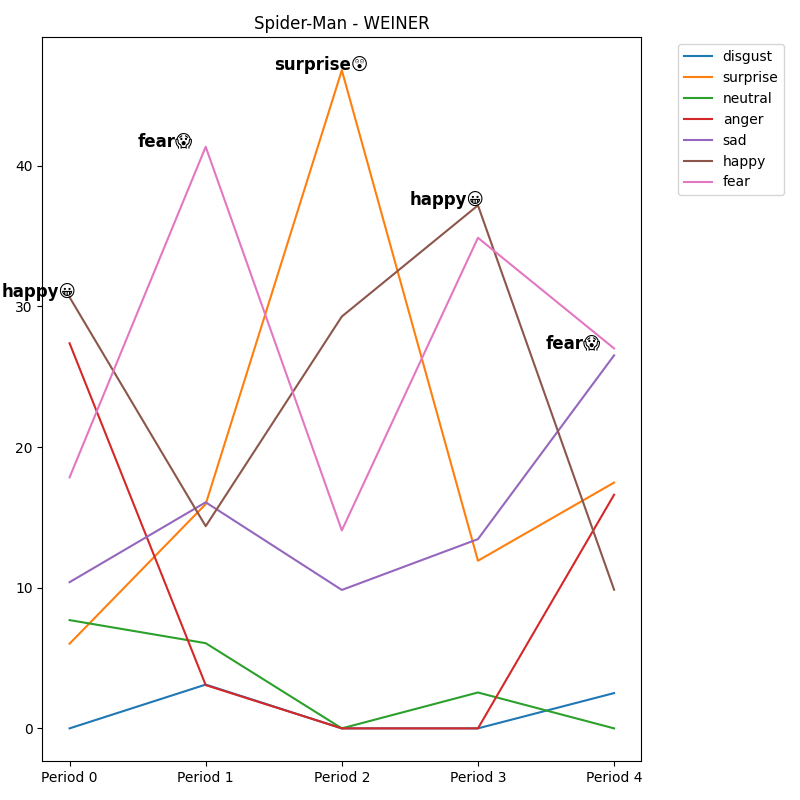 Spider-Man - WEINER
surprise😲
fear😱
happy😀
happy😀
fear😱
40
30
20
10
0
Period 0
Period 1
Period 2
Period 3
Period 4
disgust
surprise
neutral
anger
sad
happy
fear